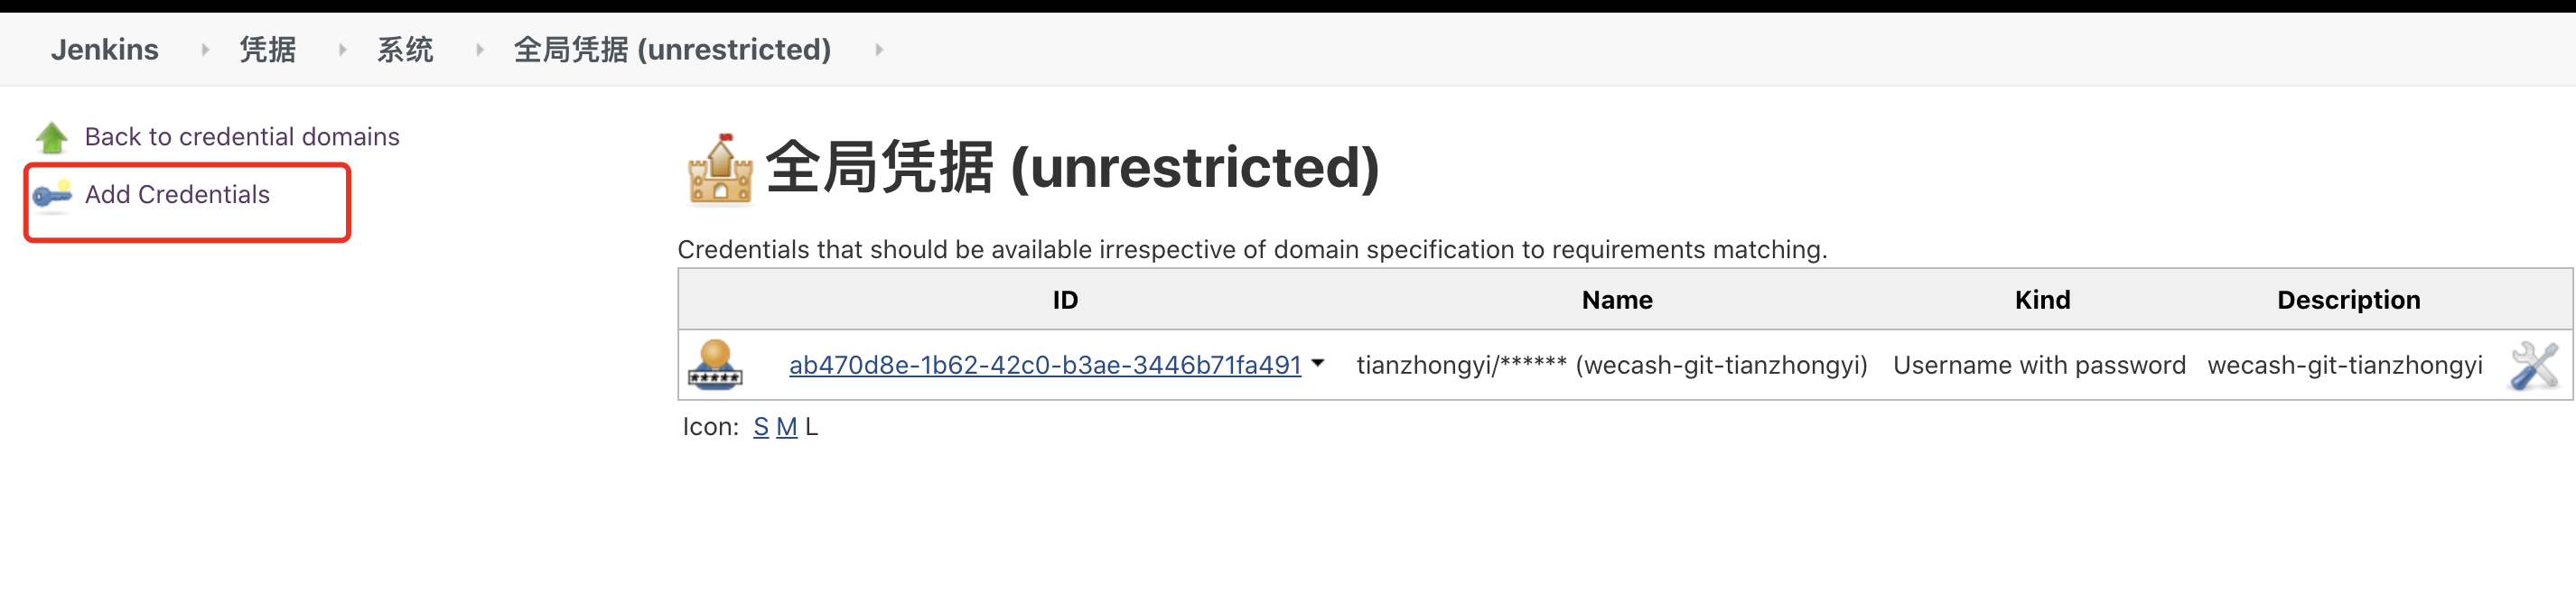 Jenkins 凭据 系统 全局凭据 (unrestricted)
Back to credential domains
Add Credentials
全局凭据 (unrestricted)
Credentials that should be available irrespective of domain specification to requirements matching.
ID Name Kind Description
ab470d8e-1b62-42c0-b3ae-3446b71fa491 tianzhongyi/****** (wecash-git-tianzhongyi) Username with password wecash-git-tianzhongyi
Icon: S M L